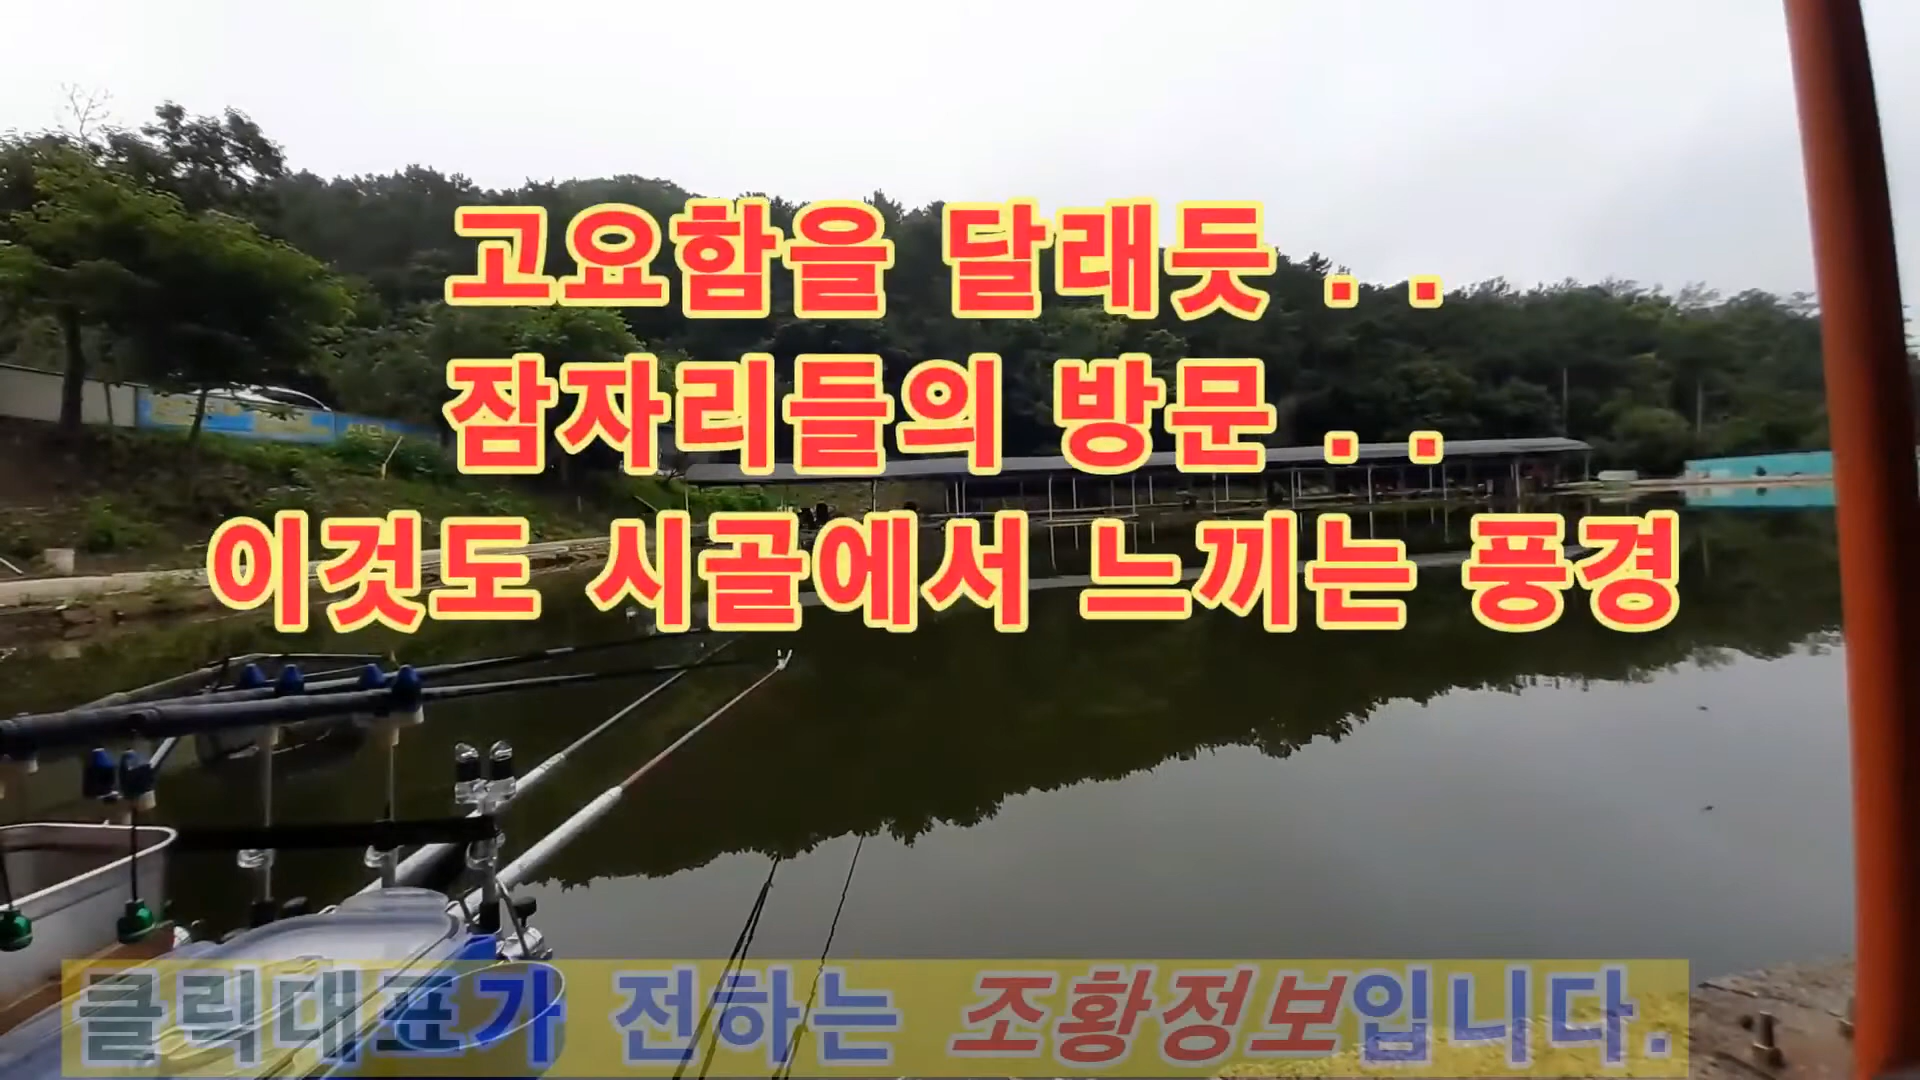 고요함을 달래듯 . .
잠자리들의 방문 . .
이것도 시골에서 느끼는 풍경
클릭대표가 전하는 조황정보입니다.